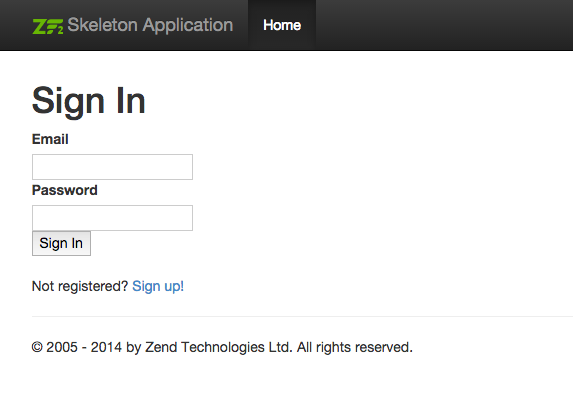 ZF2 Skeleton Application Home
Sign In
Email
Password
Sign In
Not registered? Sign up!
© 2005 - 2014 by Zend Technologies Ltd. All rights reserved.